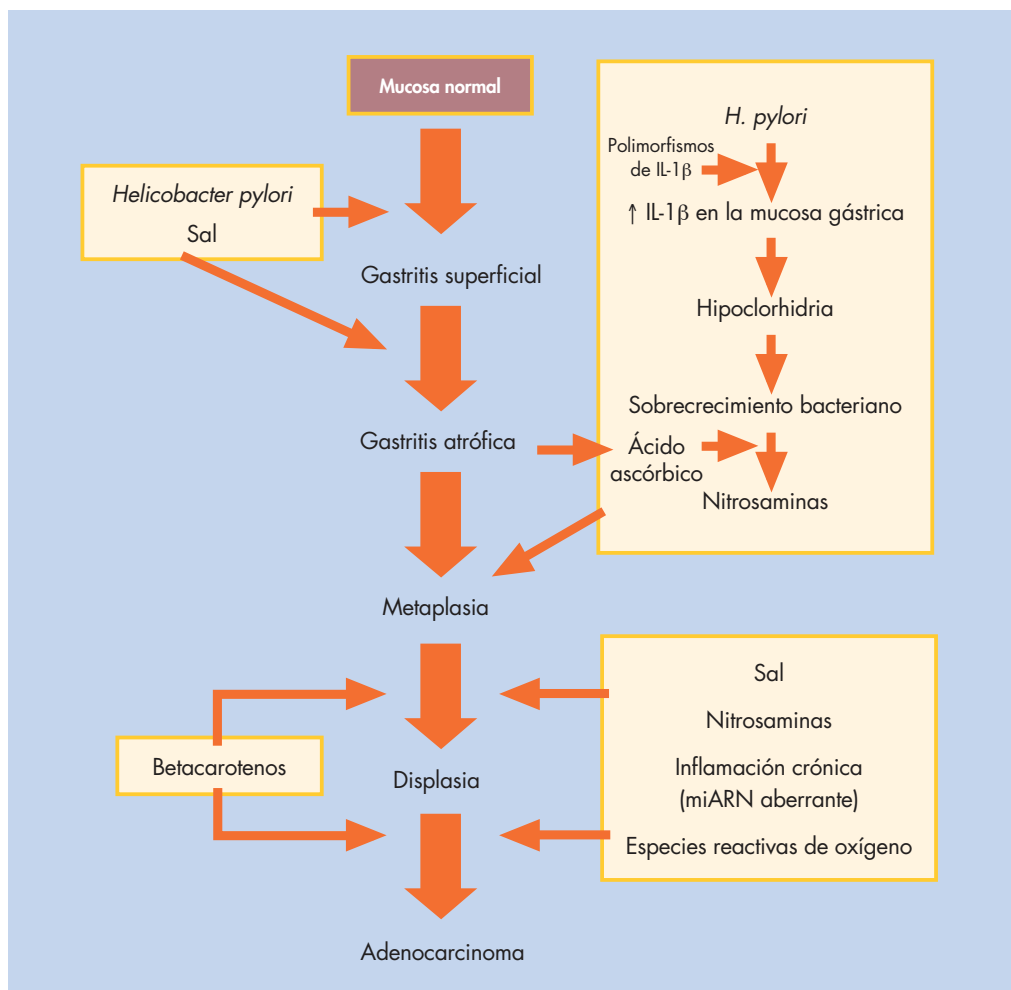 Mucosa normal
Helicobacter pylori
Sal
Gastritis superficial
Gastritis atrófica
Metaplasia
Betacarotenos
Displasia
Adenocarcinoma
H. pylori
Polimorfismos
de IL-1β
↑ IL-1β en la mucosa gástrica
Hipoclorhidria
Sobrecrecimiento bacteriano
Ácido
ascórbico
Nitrosaminas
Sal
Nitrosaminas
Inflamación crónica
(miARN aberrante)
Especies reactivas de oxígeno